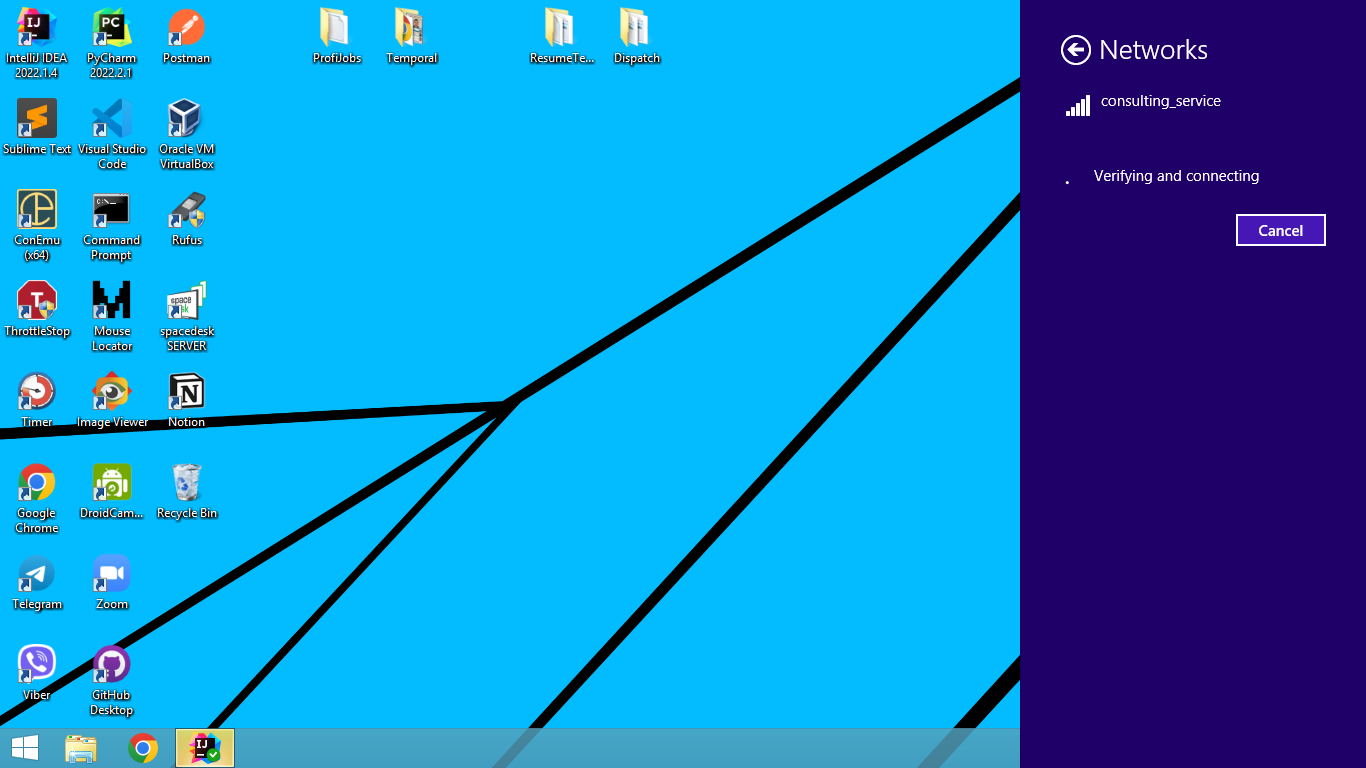 IntelliJ IDEA
2022.1.4
PyCharm
2022.2.1
Postman
ProfiJobs
Temporal
ResumeTe...
Dispatch
Sublime Text
Visual Studio
Code
Oracle VM
VirtualBox
ConEmu
(x64)
Command
Prompt
Rufus
ThrottleStop
Mouse
Locator
spacedesk
SERVER
Timer
Image Viewer
Notion
Google
Chrome
DroidCam...
Recycle Bin
Telegram
Zoom
Viber
GitHub
Desktop
Networks
consulting_service
Verifying and connecting
Cancel